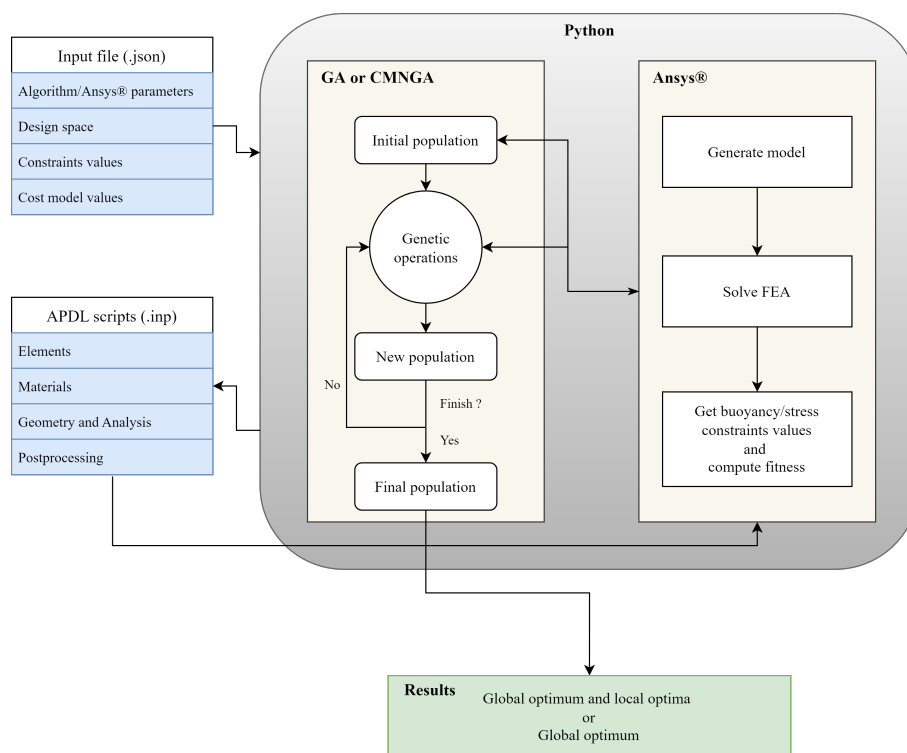 Python
Input file (.json)
Algorithm/Ansys® parameters
Design space
Constraints values
Cost model values
APDL scripts (.inp)
Elements
Materials
Geometry and Analysis
Postprocessing
GA or CMNGA
Initial population
Genetic
operations
New population
No
Finish ?
Yes
Final population
Ansys®
Generate model
Solve FEA
Get buoyancy/stress
constraints values
and
compute fitness
Results
Global optimum and local optima
or
Global optimum